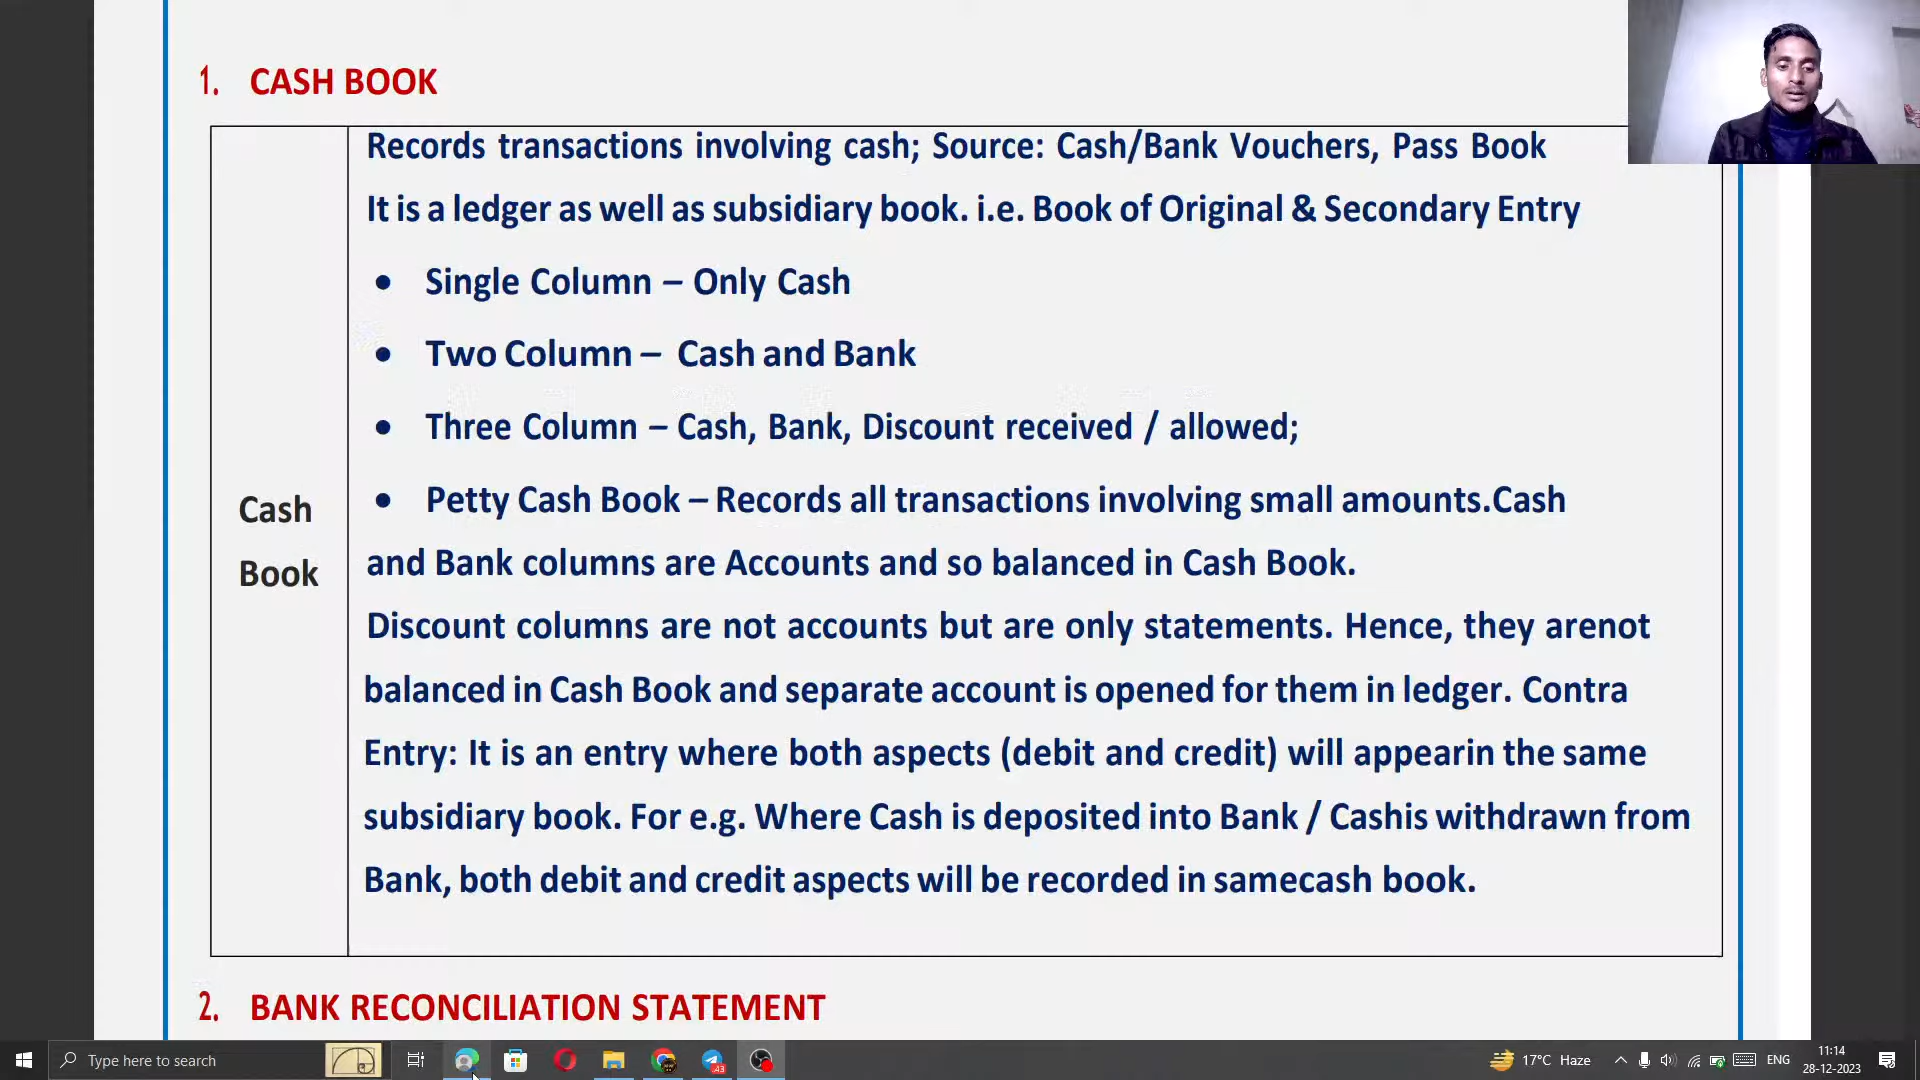 1. CASH BOOK
Records transactions involving cash; Source: Cash/Bank Vouchers, Pass Book
It is a ledger as well as subsidiary book. i.e. Book of Original & Secondary Entry
• Single Column – Only Cash
• Two Column – Cash and Bank
• Three Column – Cash, Bank, Discount received / allowed;
Cash
Book
• Petty Cash Book – Records all transactions involving small amounts.Cash
and Bank columns are Accounts and so balanced in Cash Book.
Discount columns are not accounts but are only statements. Hence, they arenot
balanced in Cash Book and separate account is opened for them in ledger. Contra
Entry: It is an entry where both aspects (debit and credit) will appearin the same
subsidiary book. For e.g. Where Cash is deposited into Bank / Cashis withdrawn from
Bank, both debit and credit aspects will be recorded in samecash book.
2. BANK RECONCILIATION STATEMENT
Type here to search
43
17°C Haze
ENG
11:14
28-12-2023